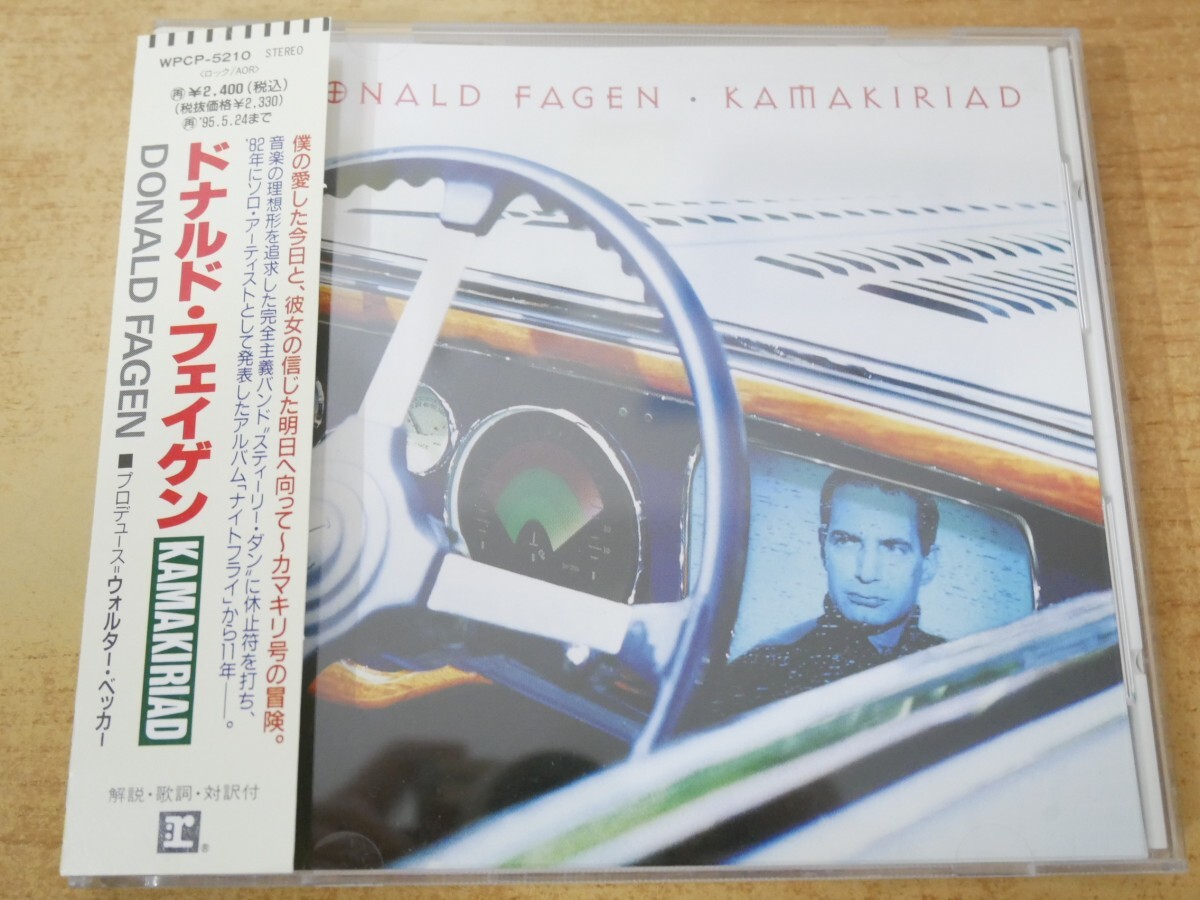 WPCP-5210 STEREO
〈ロック/AOR〉
㊕¥2,400(税込)
(税抜価格¥2,330)
㊕'95.5.24まで
僕の愛した今日と、彼女の信じた明日へ向って〜カマキリ号の冒険。
音楽の理想形を追求した完全主義バンド“スティーリー・ダン”に休止符を打ち、
'82年にソロ・アーティストとして発表したアルバム「ナイトフライ」から11年――。
ドナルド・フェイゲン KAMAKIRIAD
DONALD FAGEN ■プロデュース=ウォルター・ベッカー
解説・歌詞・対訳付
r®
ONALD FAGEN · KAMAKIRIAD